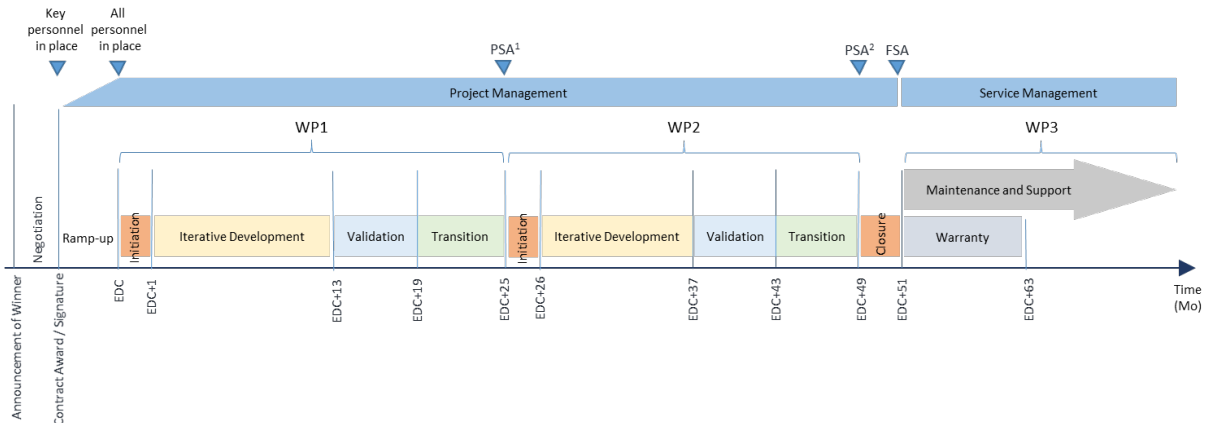 Key
personnel
in place
All
personnel
in place
PSA¹
PSA²
FSA
Project Management
Service Management
WP1
WP2
WP3
Maintenance and Support
Negotiation
Ramp-up
Initiation
Iterative Development
Validation
Transition
Initiation
Iterative Development
Validation
Transition
Closure
Warranty
Announcement of Winner
Contract Award / Signature
EDC
EDC+1
EDC+13
EDC+19
EDC+25
EDC+26
EDC+37
EDC+43
EDC+49
EDC+51
EDC+63
Time
(Mo)